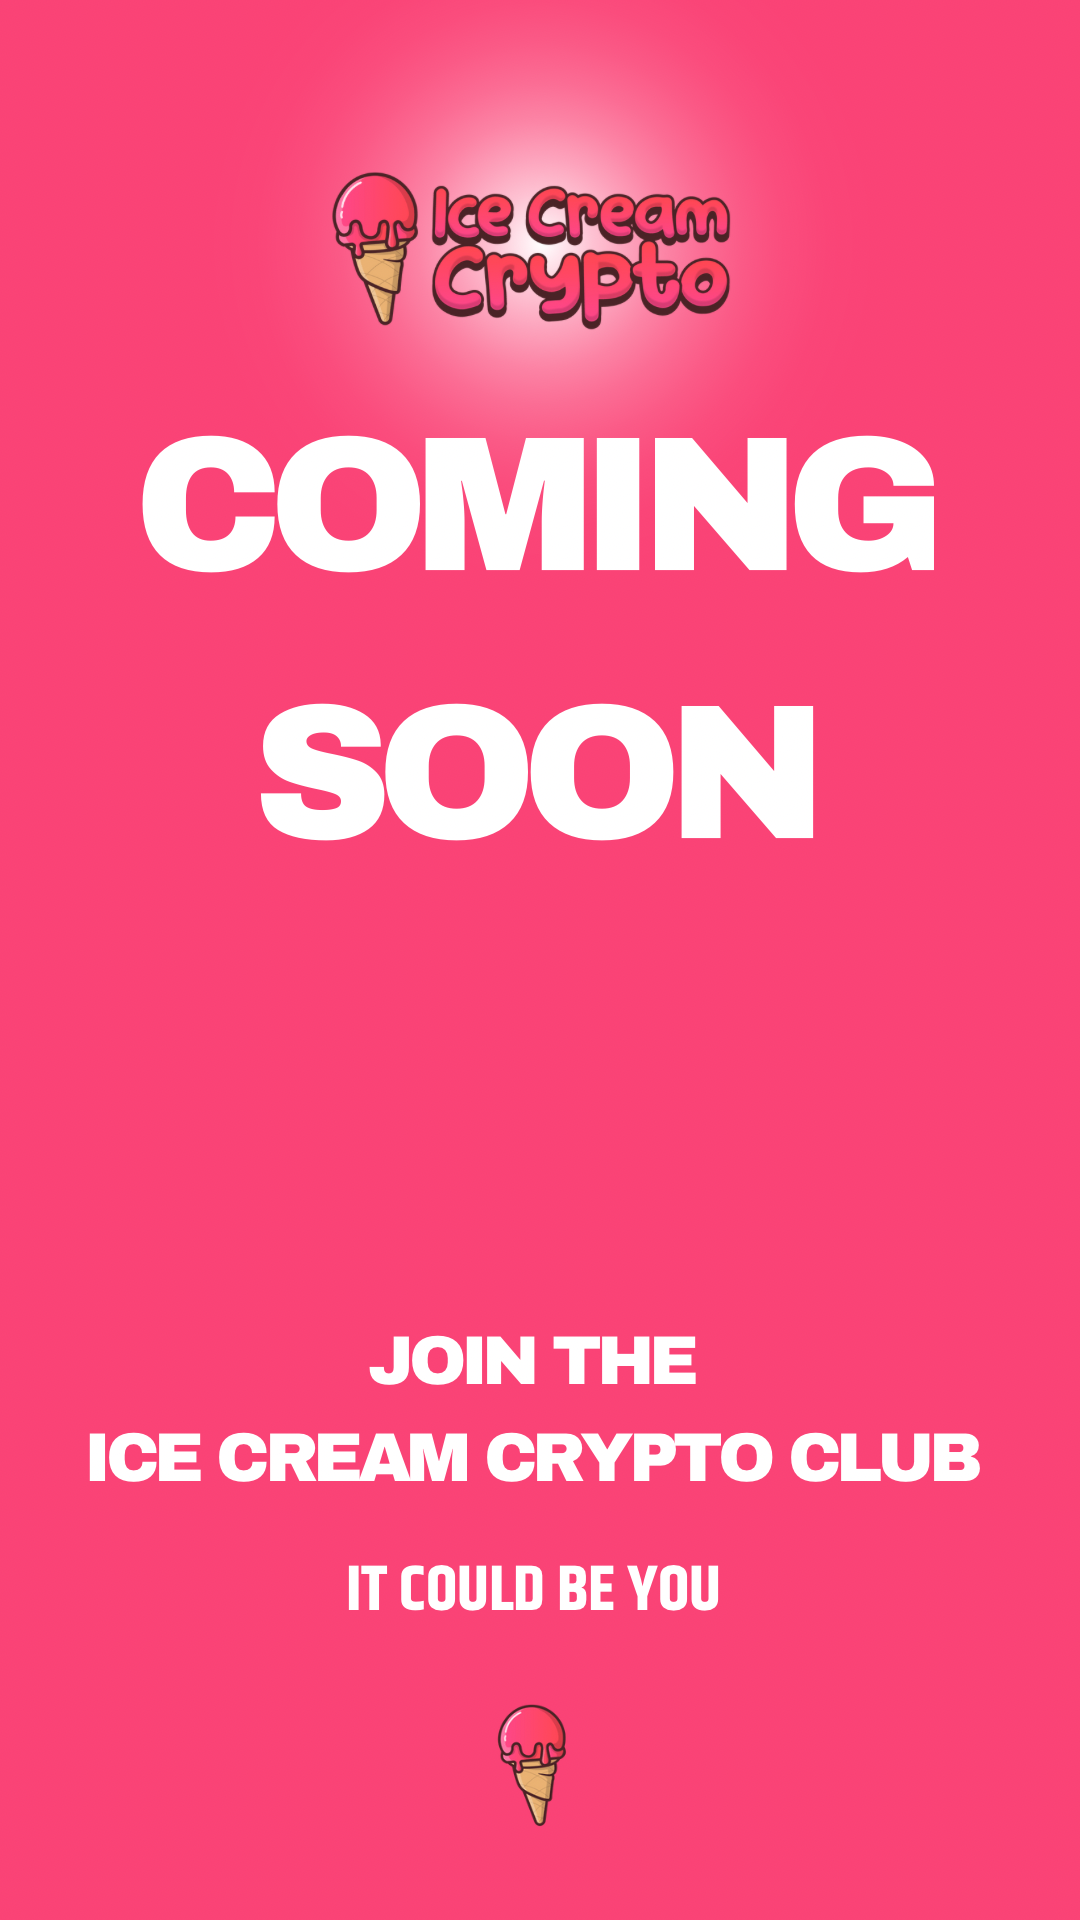 Ice Cream
Crypto
COMING
SOON
JOIN THE
ICE CREAM CRYPTO CLUB
IT COULD BE YOU